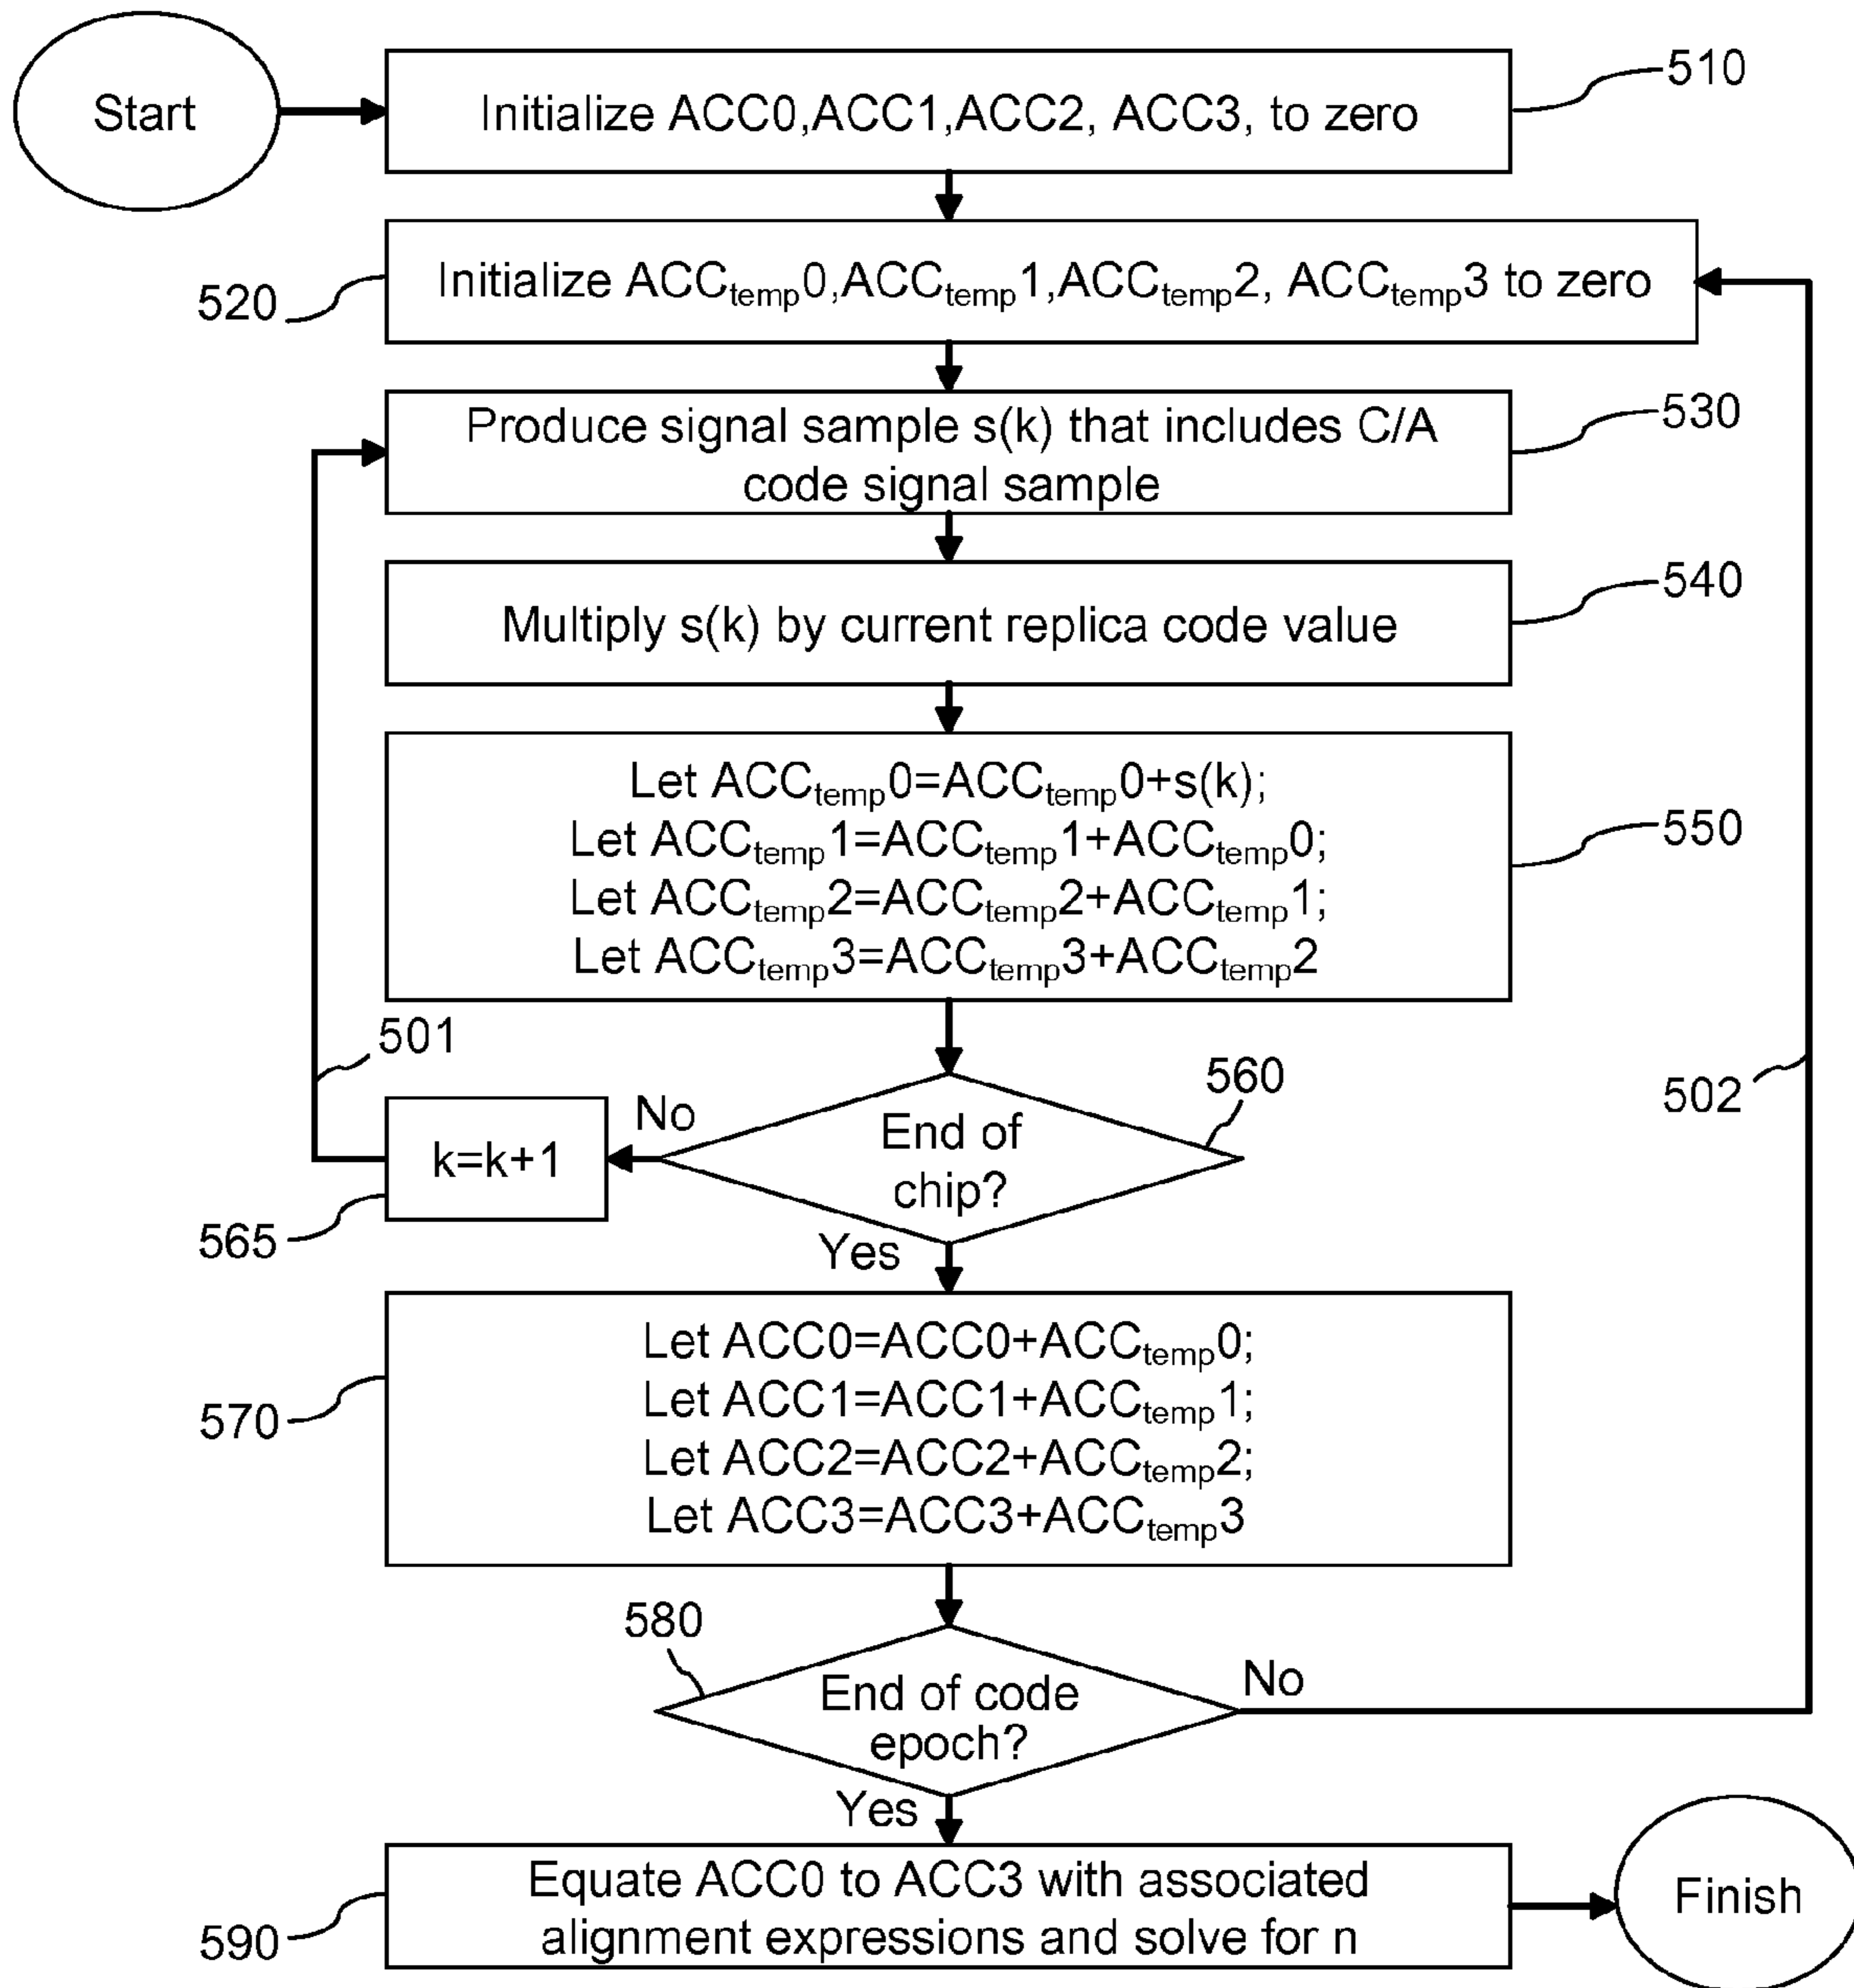 Start
Initialize ACC0,ACC1,ACC2, ACC3, to zero
510
Initialize ACCtemp0,ACCtemp1,ACCtemp2, ACCtemp3 to zero
520
Produce signal sample s(k) that includes C/A
code signal sample
530
Multiply s(k) by current replica code value
540
Let ACCtemp0=ACCtemp0+s(k);
Let ACCtemp1=ACCtemp1+ACCtemp0;
Let ACCtemp2=ACCtemp2+ACCtemp1;
Let ACCtemp3=ACCtemp3+ACCtemp2
550
501
560
502
No
End of
chip?
k=k+1
565
Yes
Let ACC0=ACC0+ACCtemp0;
Let ACC1=ACC1+ACCtemp1;
Let ACC2=ACC2+ACCtemp2;
Let ACC3=ACC3+ACCtemp3
570
580
End of code
epoch?
No
Yes
Equate ACC0 to ACC3 with associated
alignment expressions and solve for n
590
Finish